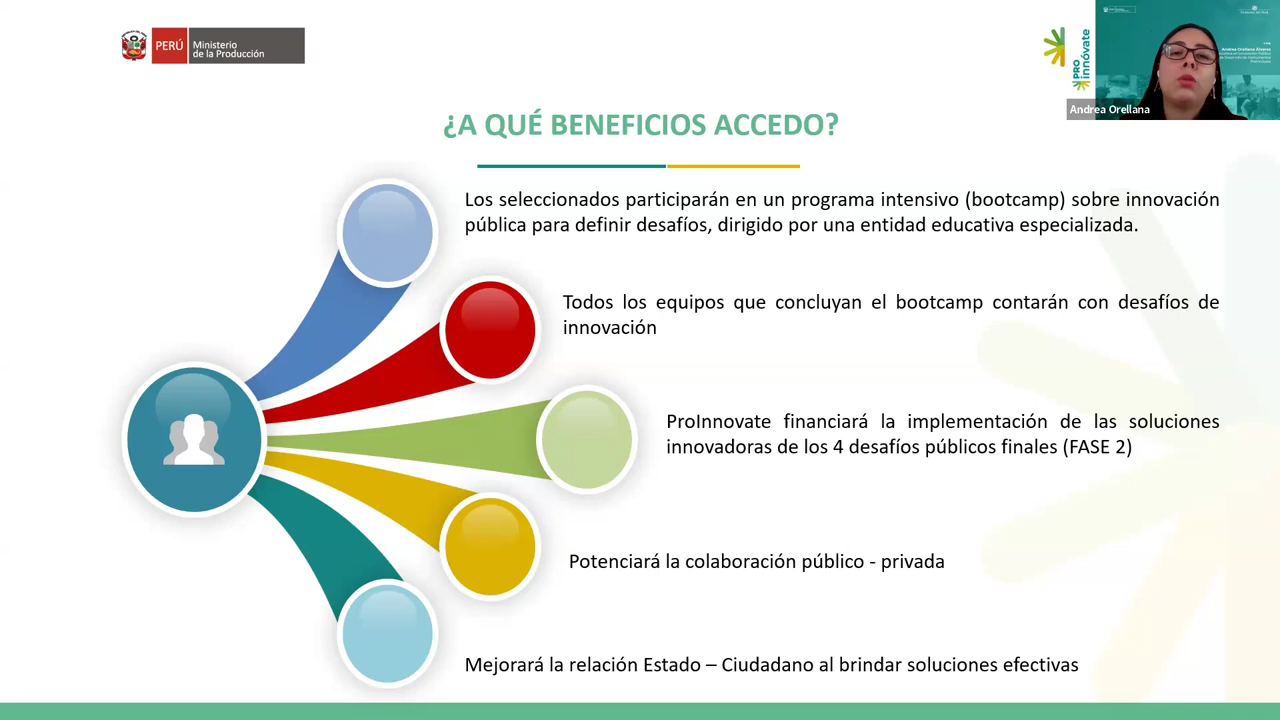 PERÚ
Ministerio
de la Producción
PRO
innóvate
Andrea Orellana Álvarez
Andrea Orellana
¿A QUÉ BENEFICIOS ACCEDO?
Los seleccionados participarán en un programa intensivo (bootcamp) sobre innovación
pública para definir desafíos, dirigido por una entidad educativa especializada.
Todos los equipos que concluyan el bootcamp contarán con desafíos de
innovación
ProInnovate financiará la implementación de las soluciones
innovadoras de los 4 desafíos públicos finales (FASE 2)
Potenciará la colaboración público - privada
Mejorará la relación Estado – Ciudadano al brindar soluciones efectivas